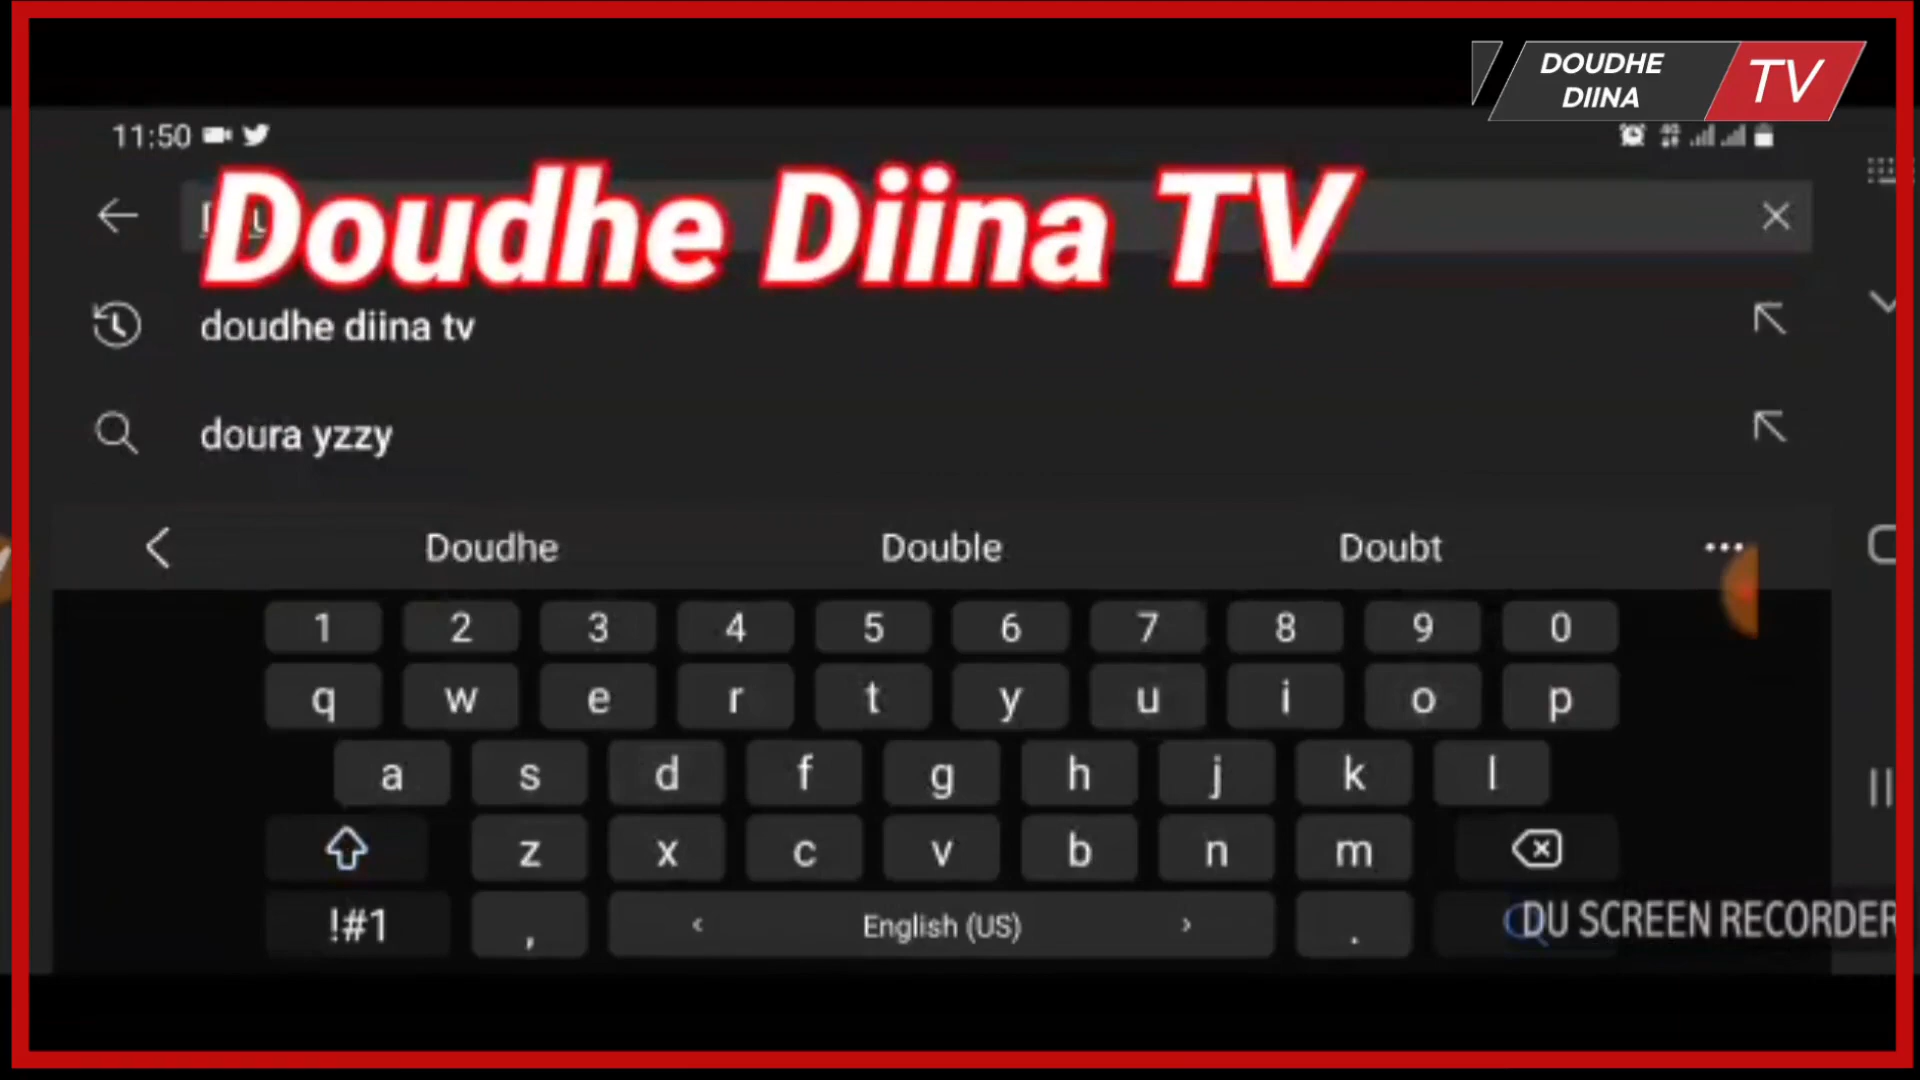 DOUDHE
DIINA TV
11:50
Doudhe Diina TV
doudhe diina tv
doura yzzy
Doudhe Double Doubt
1 2 3 4 5 6 7 8 9 0
q w e r t y u i o p
a s d f g h j k l
z x c v b n m
!#1 , < English (US) > .
DU SCREEN RECORDER